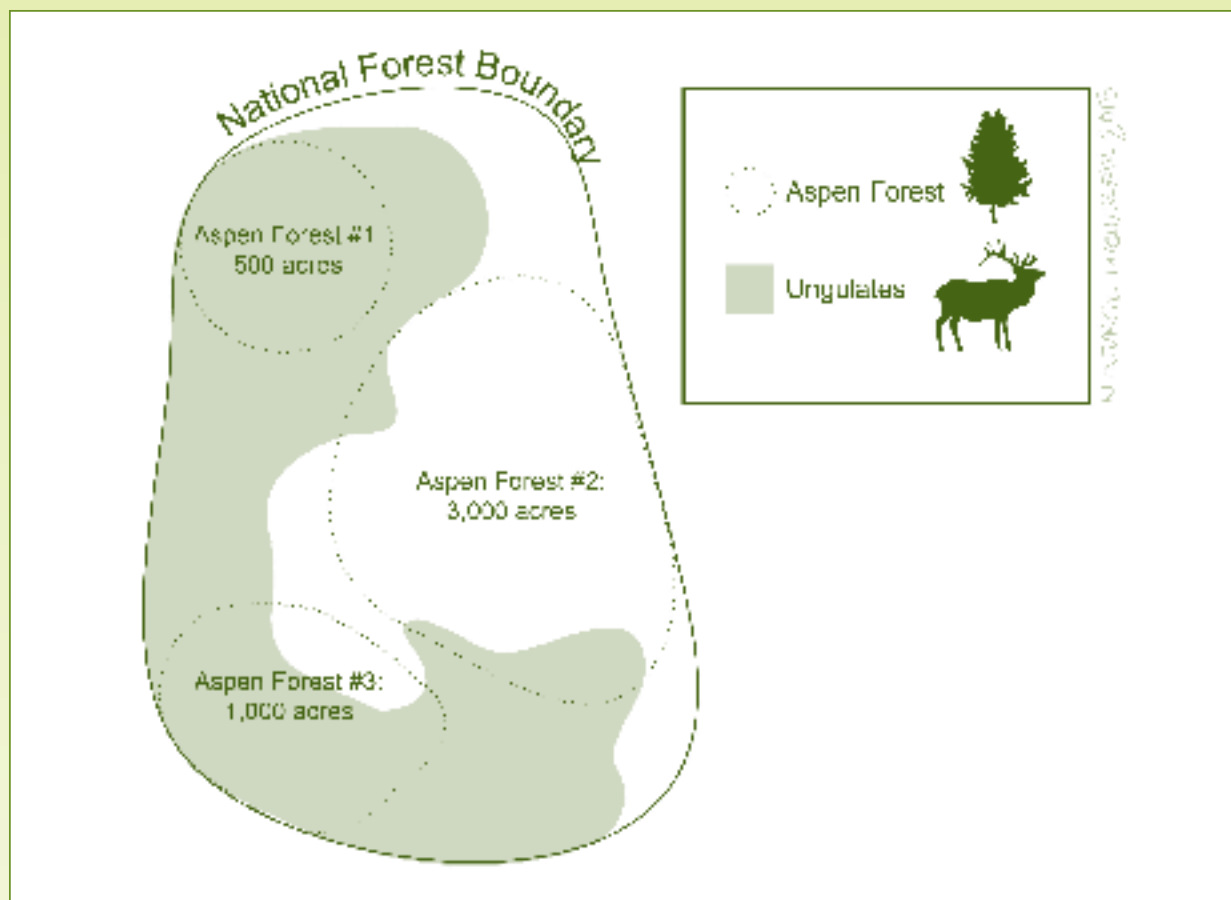 National Forest Boundary
Aspen Forest #1
500 acres
Aspen Forest #2:
3,000 acres
Aspen Forest #3:
1,000 acres
Aspen Forest
Ungulates